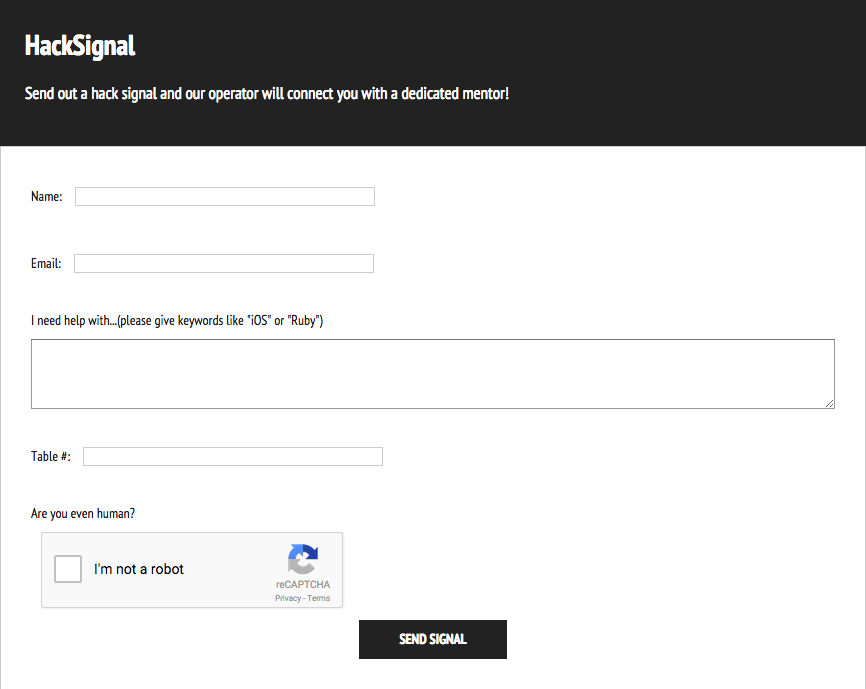 HackSignal
Send out a hack signal and our operator will connect you with a dedicated mentor!
Name:
Email:
I need help with...(please give keywords like "iOS" or "Ruby")
Table #:
Are you even human?
I'm not a robot
reCAPTCHA
Privacy - Terms
SEND SIGNAL